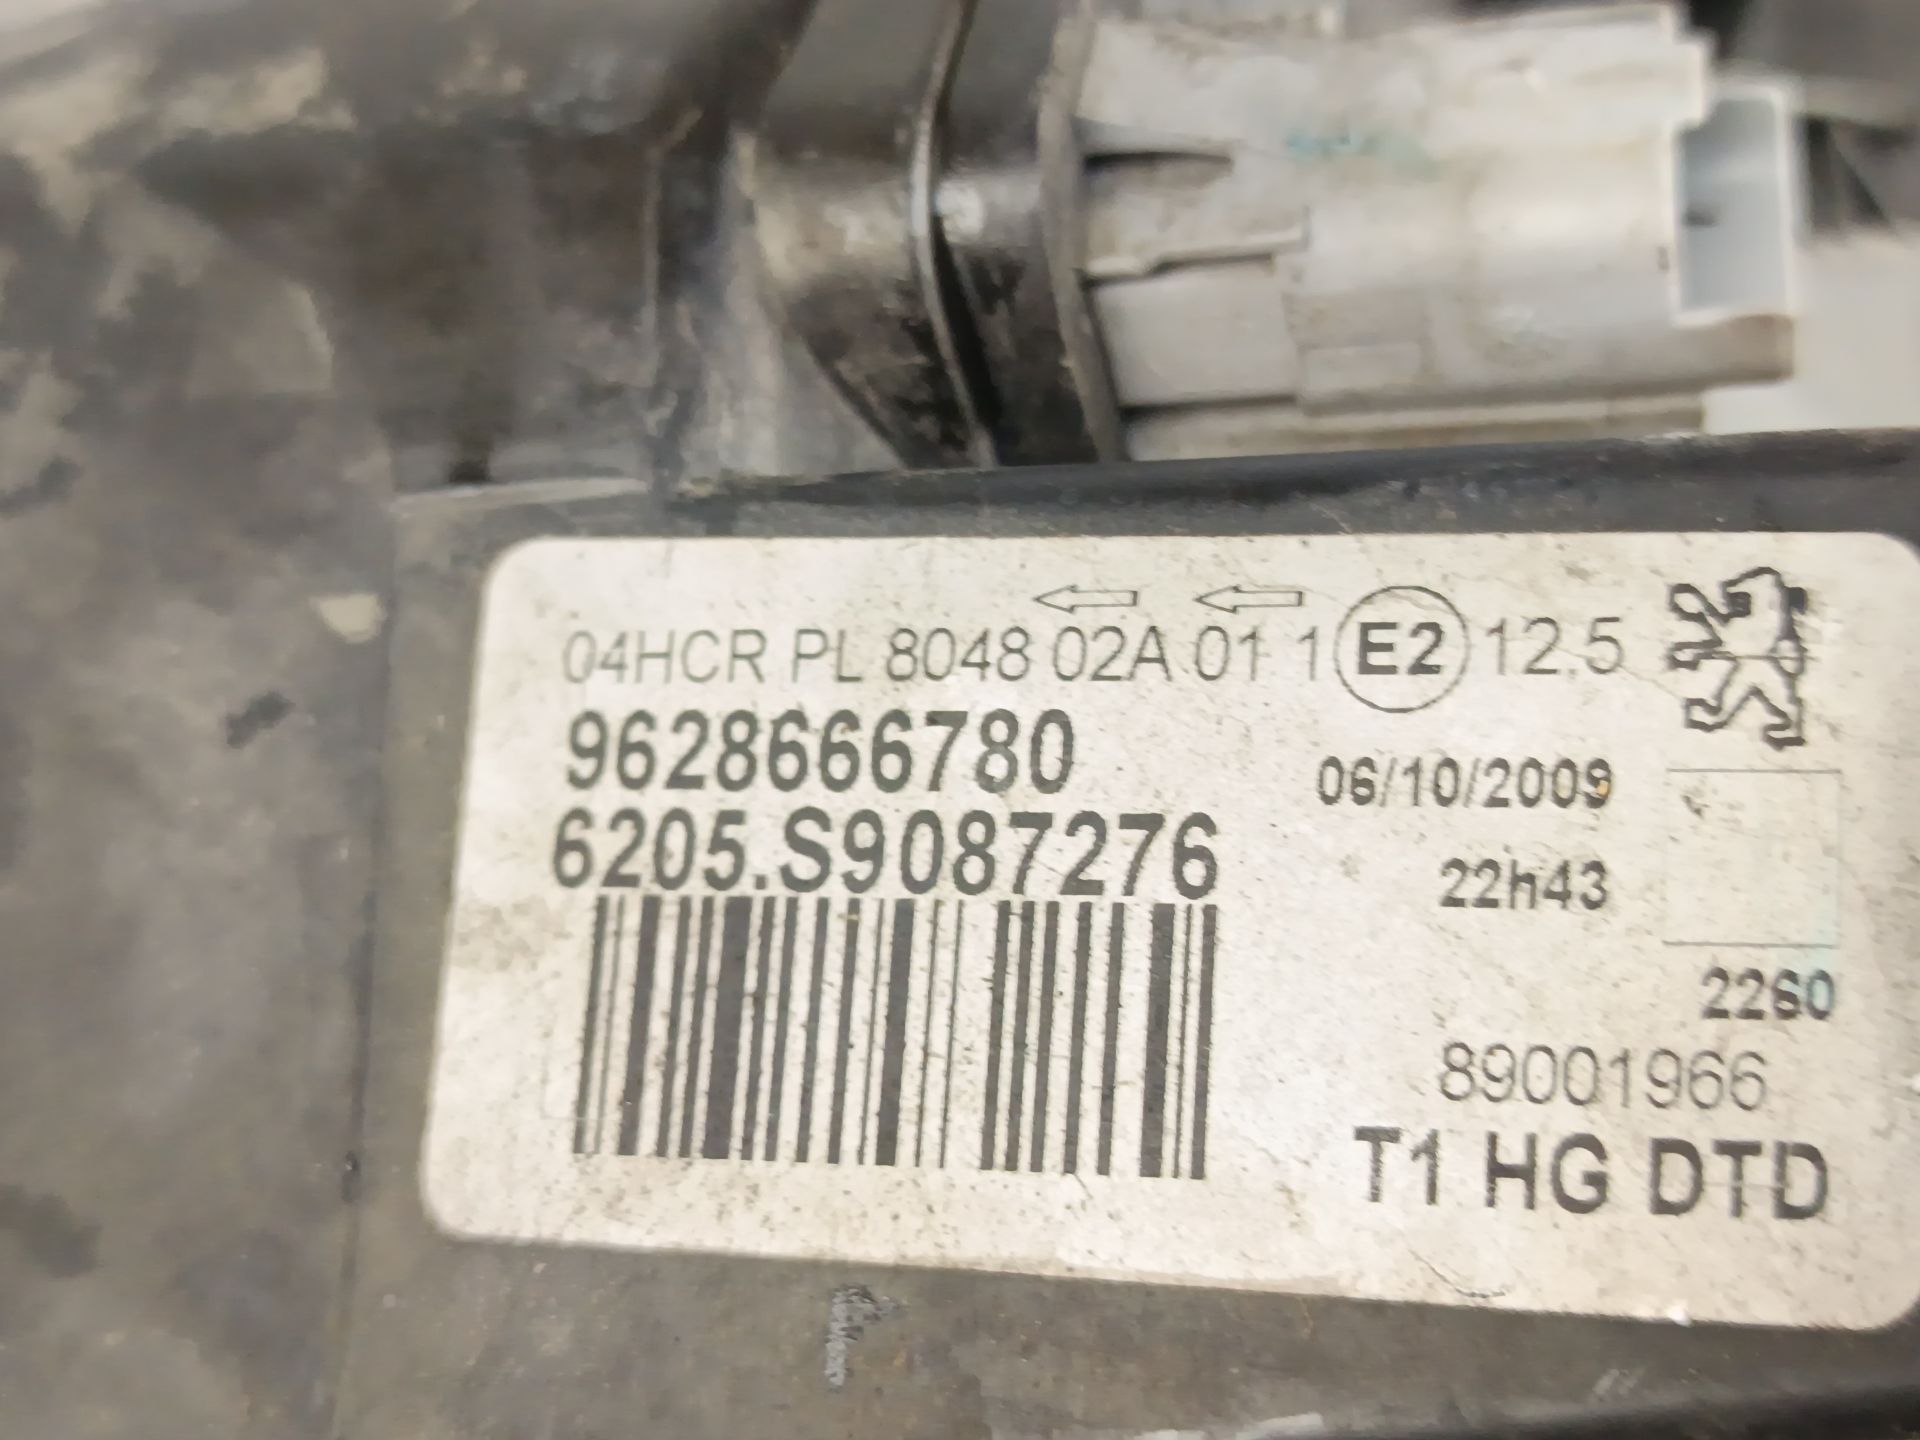 04HCR PL 8048 02A 01 1 E2 12.5
9628666780
06/10/2009
6205.S9087276
22h43
2260
89001966
T1 HG DTD